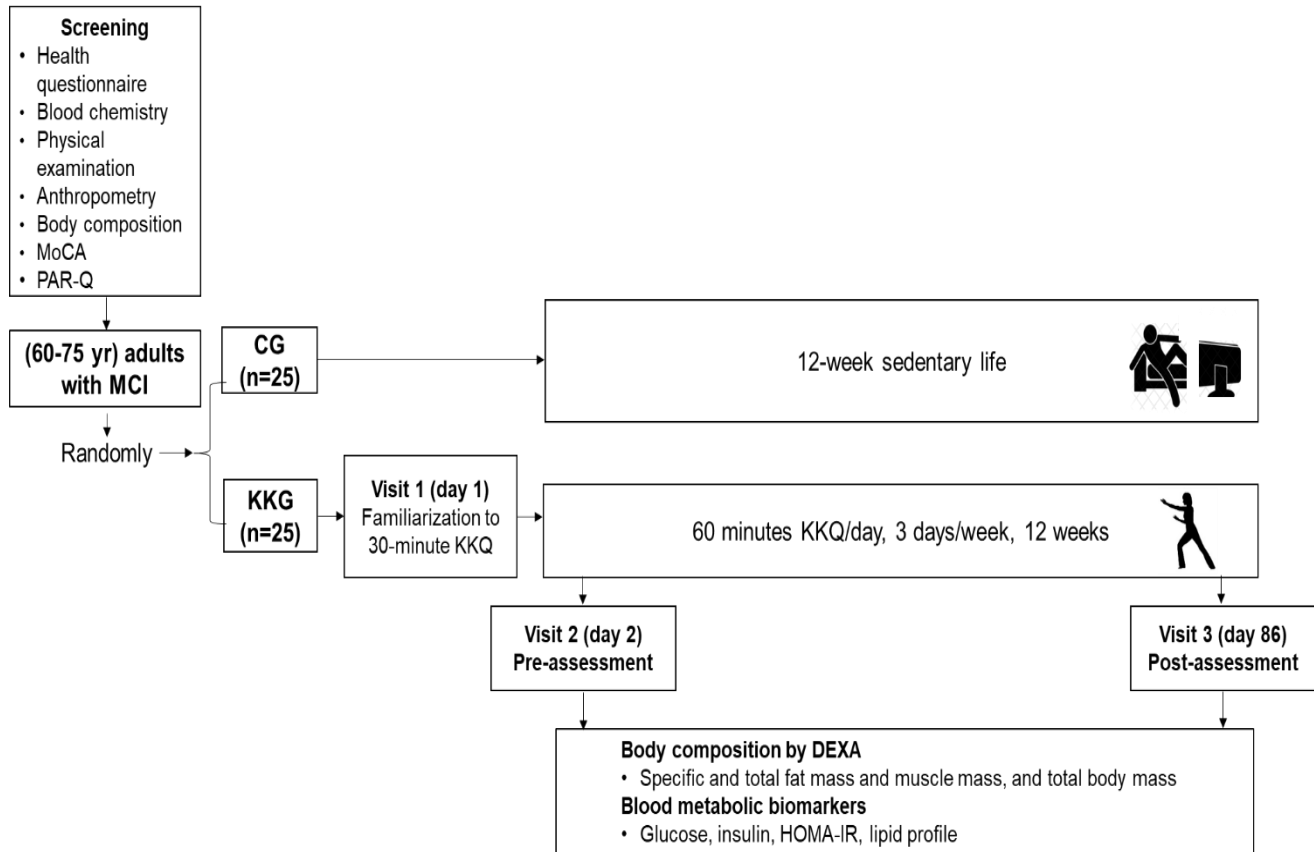 Screening
• Health
questionnaire
• Blood chemistry
• Physical
examination
• Anthropometry
• Body composition
• MoCA
• PAR-Q
(60-75 yr) adults
with MCI
Randomly
CG
(n=25)
12-week sedentary life
KKG
(n=25)
Visit 1 (day 1)
Familiarization to
30-minute KKQ
60 minutes KKQ/day, 3 days/week, 12 weeks
Visit 2 (day 2)
Pre-assessment
Visit 3 (day 86)
Post-assessment
Body composition by DEXA
• Specific and total fat mass and muscle mass, and total body mass
Blood metabolic biomarkers
• Glucose, insulin, HOMA-IR, lipid profile